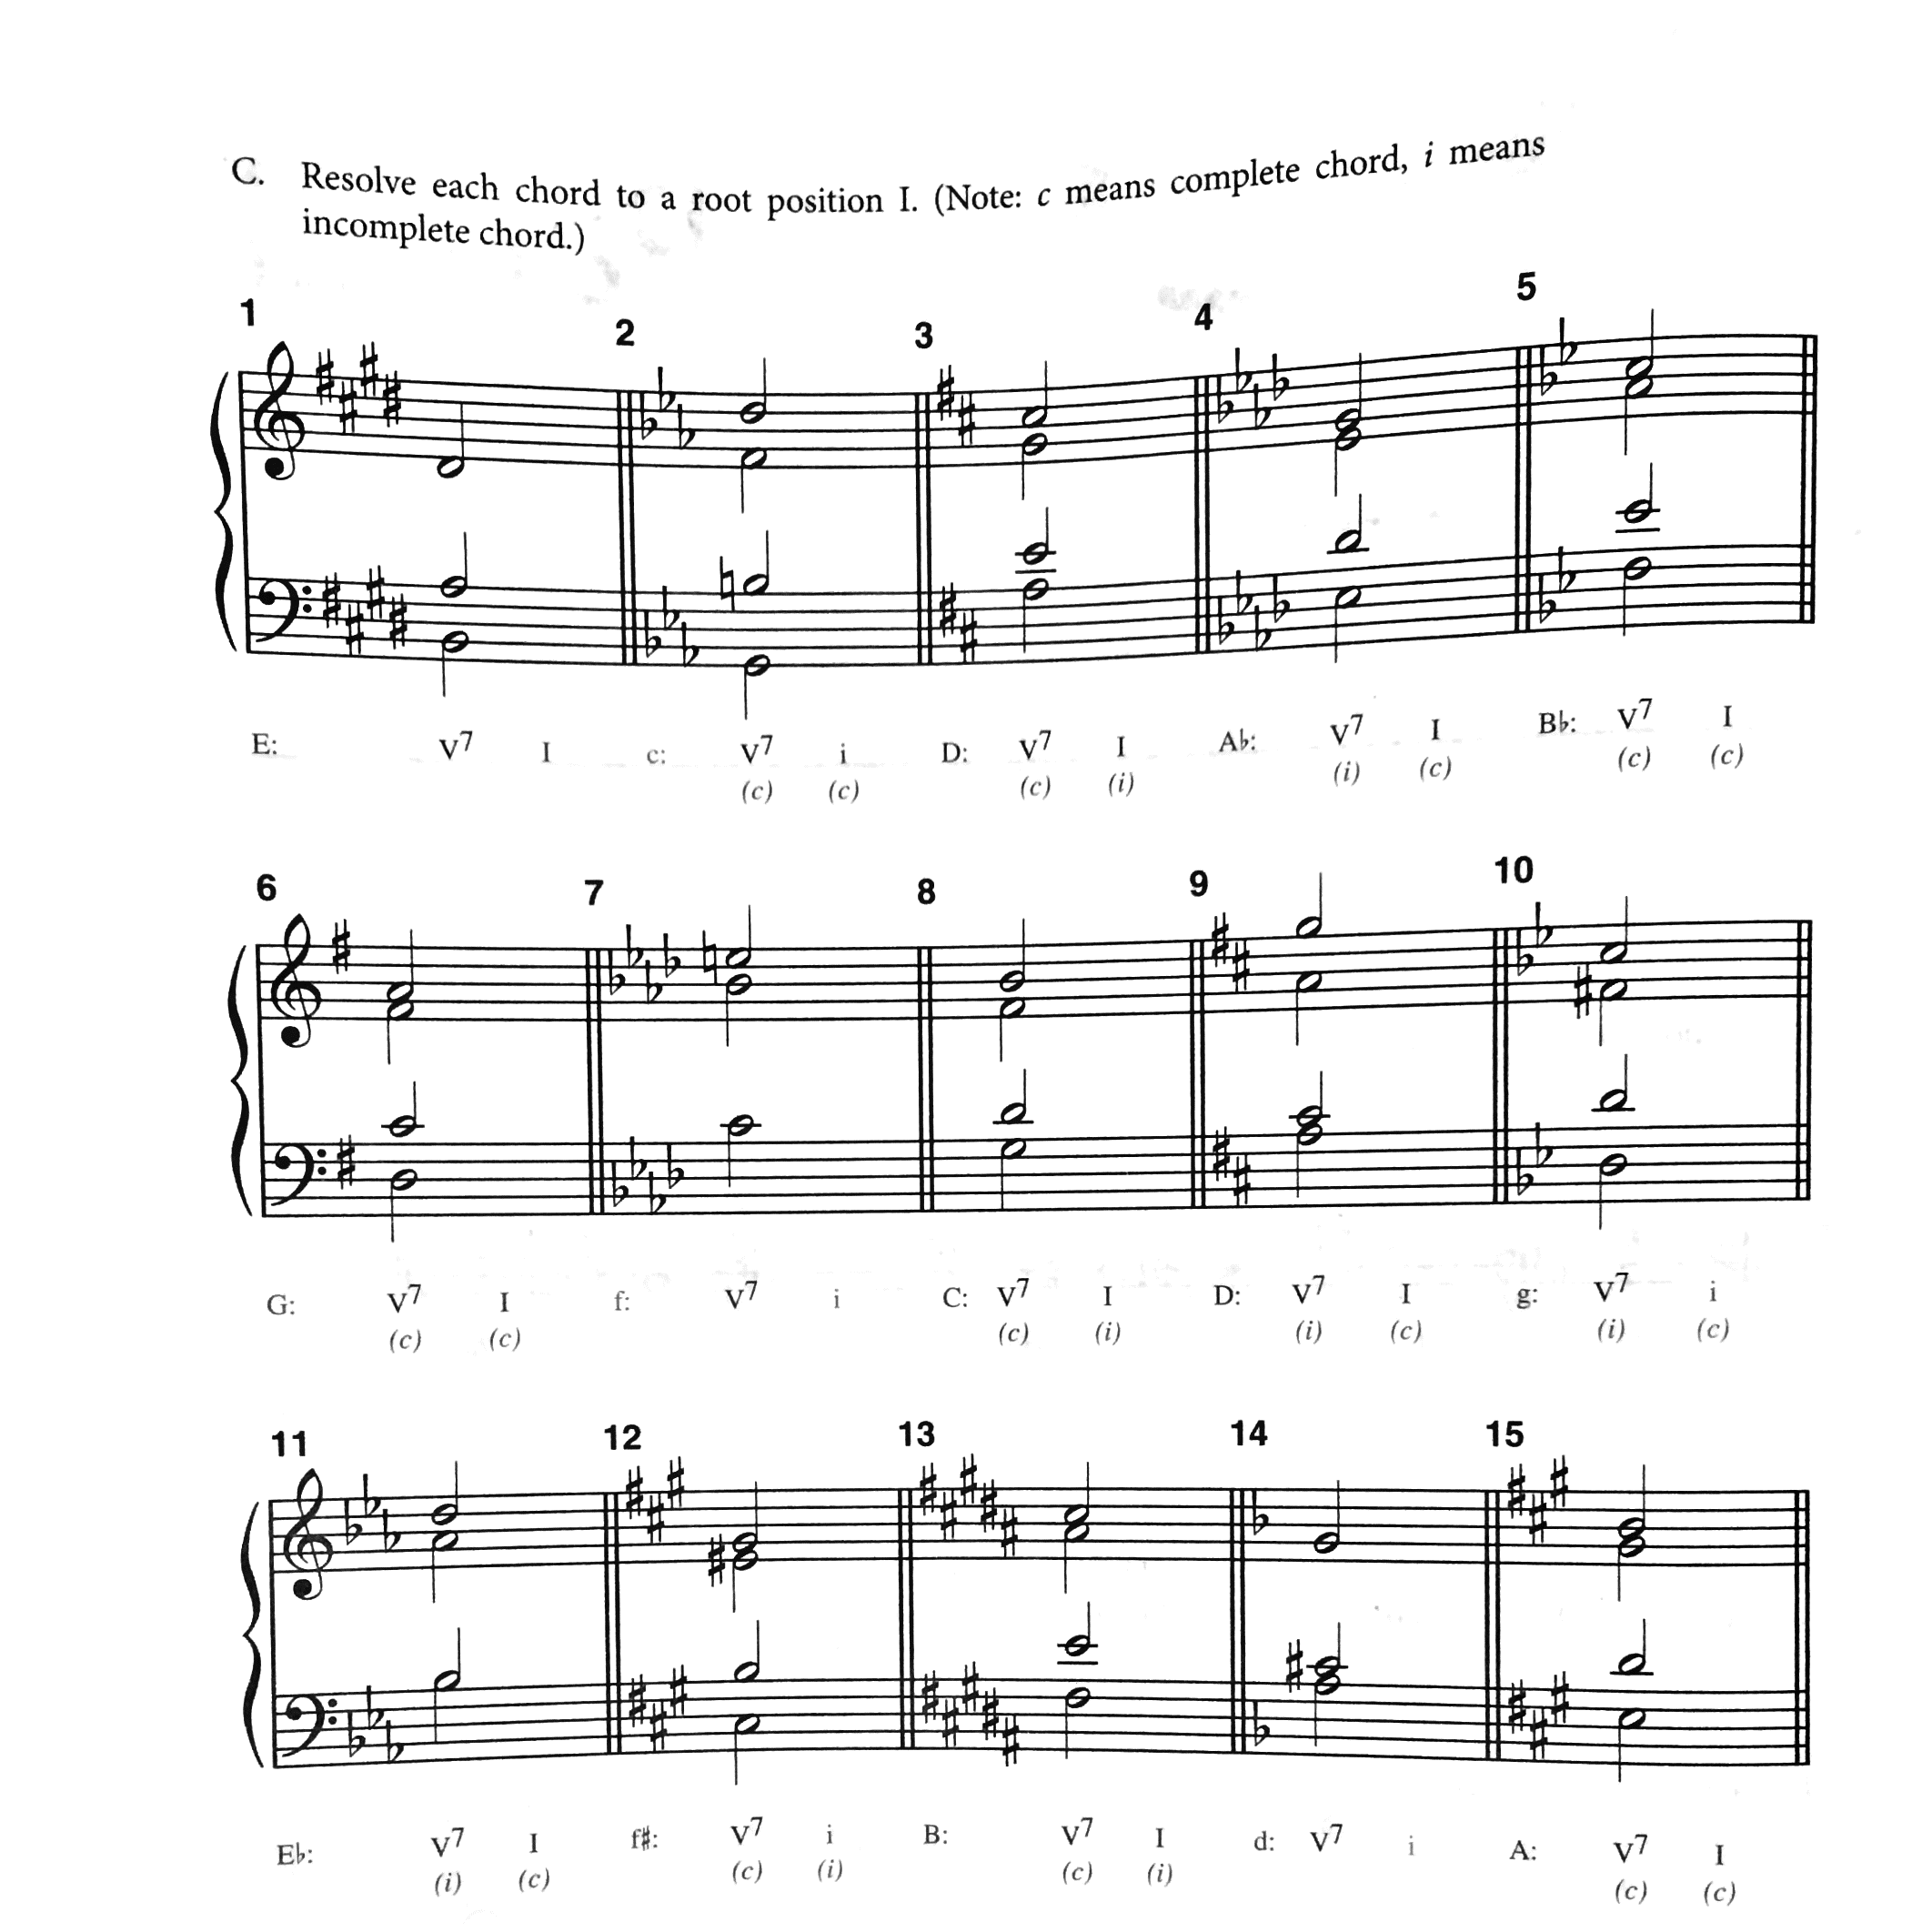 C. Resolve each chord to a root position I. (Note: c means complete chord, i means
incomplete chord.)
1 2 3 4 5
E: V7 I c: V7 i D: V7 I A♭: V7 I B♭: V7 I
(c) (c) (c) (i) (i) (c) (c) (c)
6 7 8 9 10
G: V7 I f: V7 i C: V7 I D: V7 I g: V7 i
(c) (c) (c) (i) (i) (c) (i) (c)
11 12 13 14 15
E♭: V7 I f♯: V7 i B: V7 I d: V7 i A: V7 I
(i) (c) (c) (i) (c) (i) (c) (c)